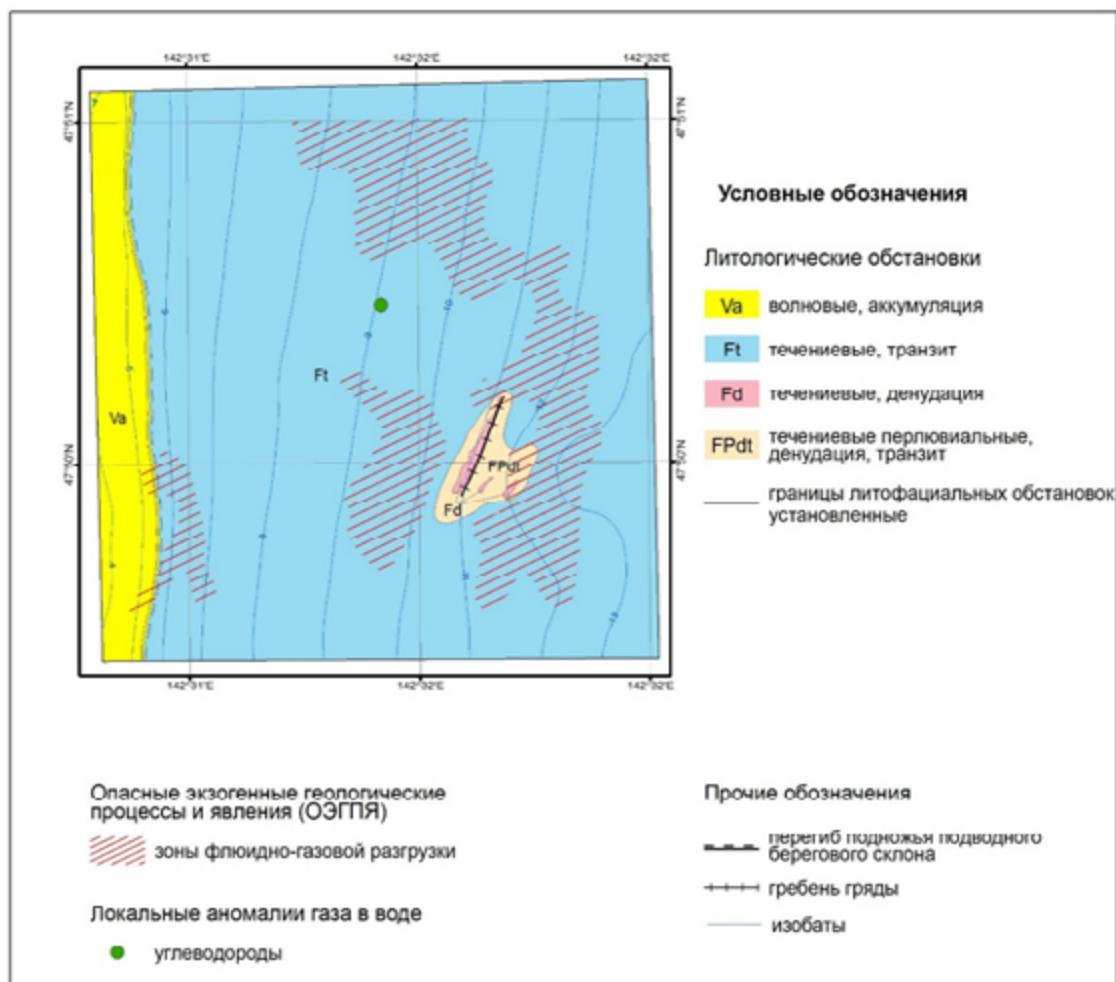 142°31'E 142°32'E 142°32'E
47°51'N 47°51'N
Va
Ft
FPdt
Fd
47°50'N 47°50'N
142°31'E 142°32'E 142°32'E
Условные обозначения
Литологические обстановки
Va волновые, аккумуляция
Ft течениевые, транзит
Fd течениевые, денудация
FPdt течениевые перлювиальные,
денудация, транзит
границы литофациальных обстановок
установленные
Опасные экзогенные геологические
процессы и явления (ОЭГПЯ)
зоны флюидно-газовой разгрузки
Локальные аномалии газа в воде
углеводороды
Прочие обозначения
перегиб подножья подводного
берегового склона
гребень гряды
изобаты